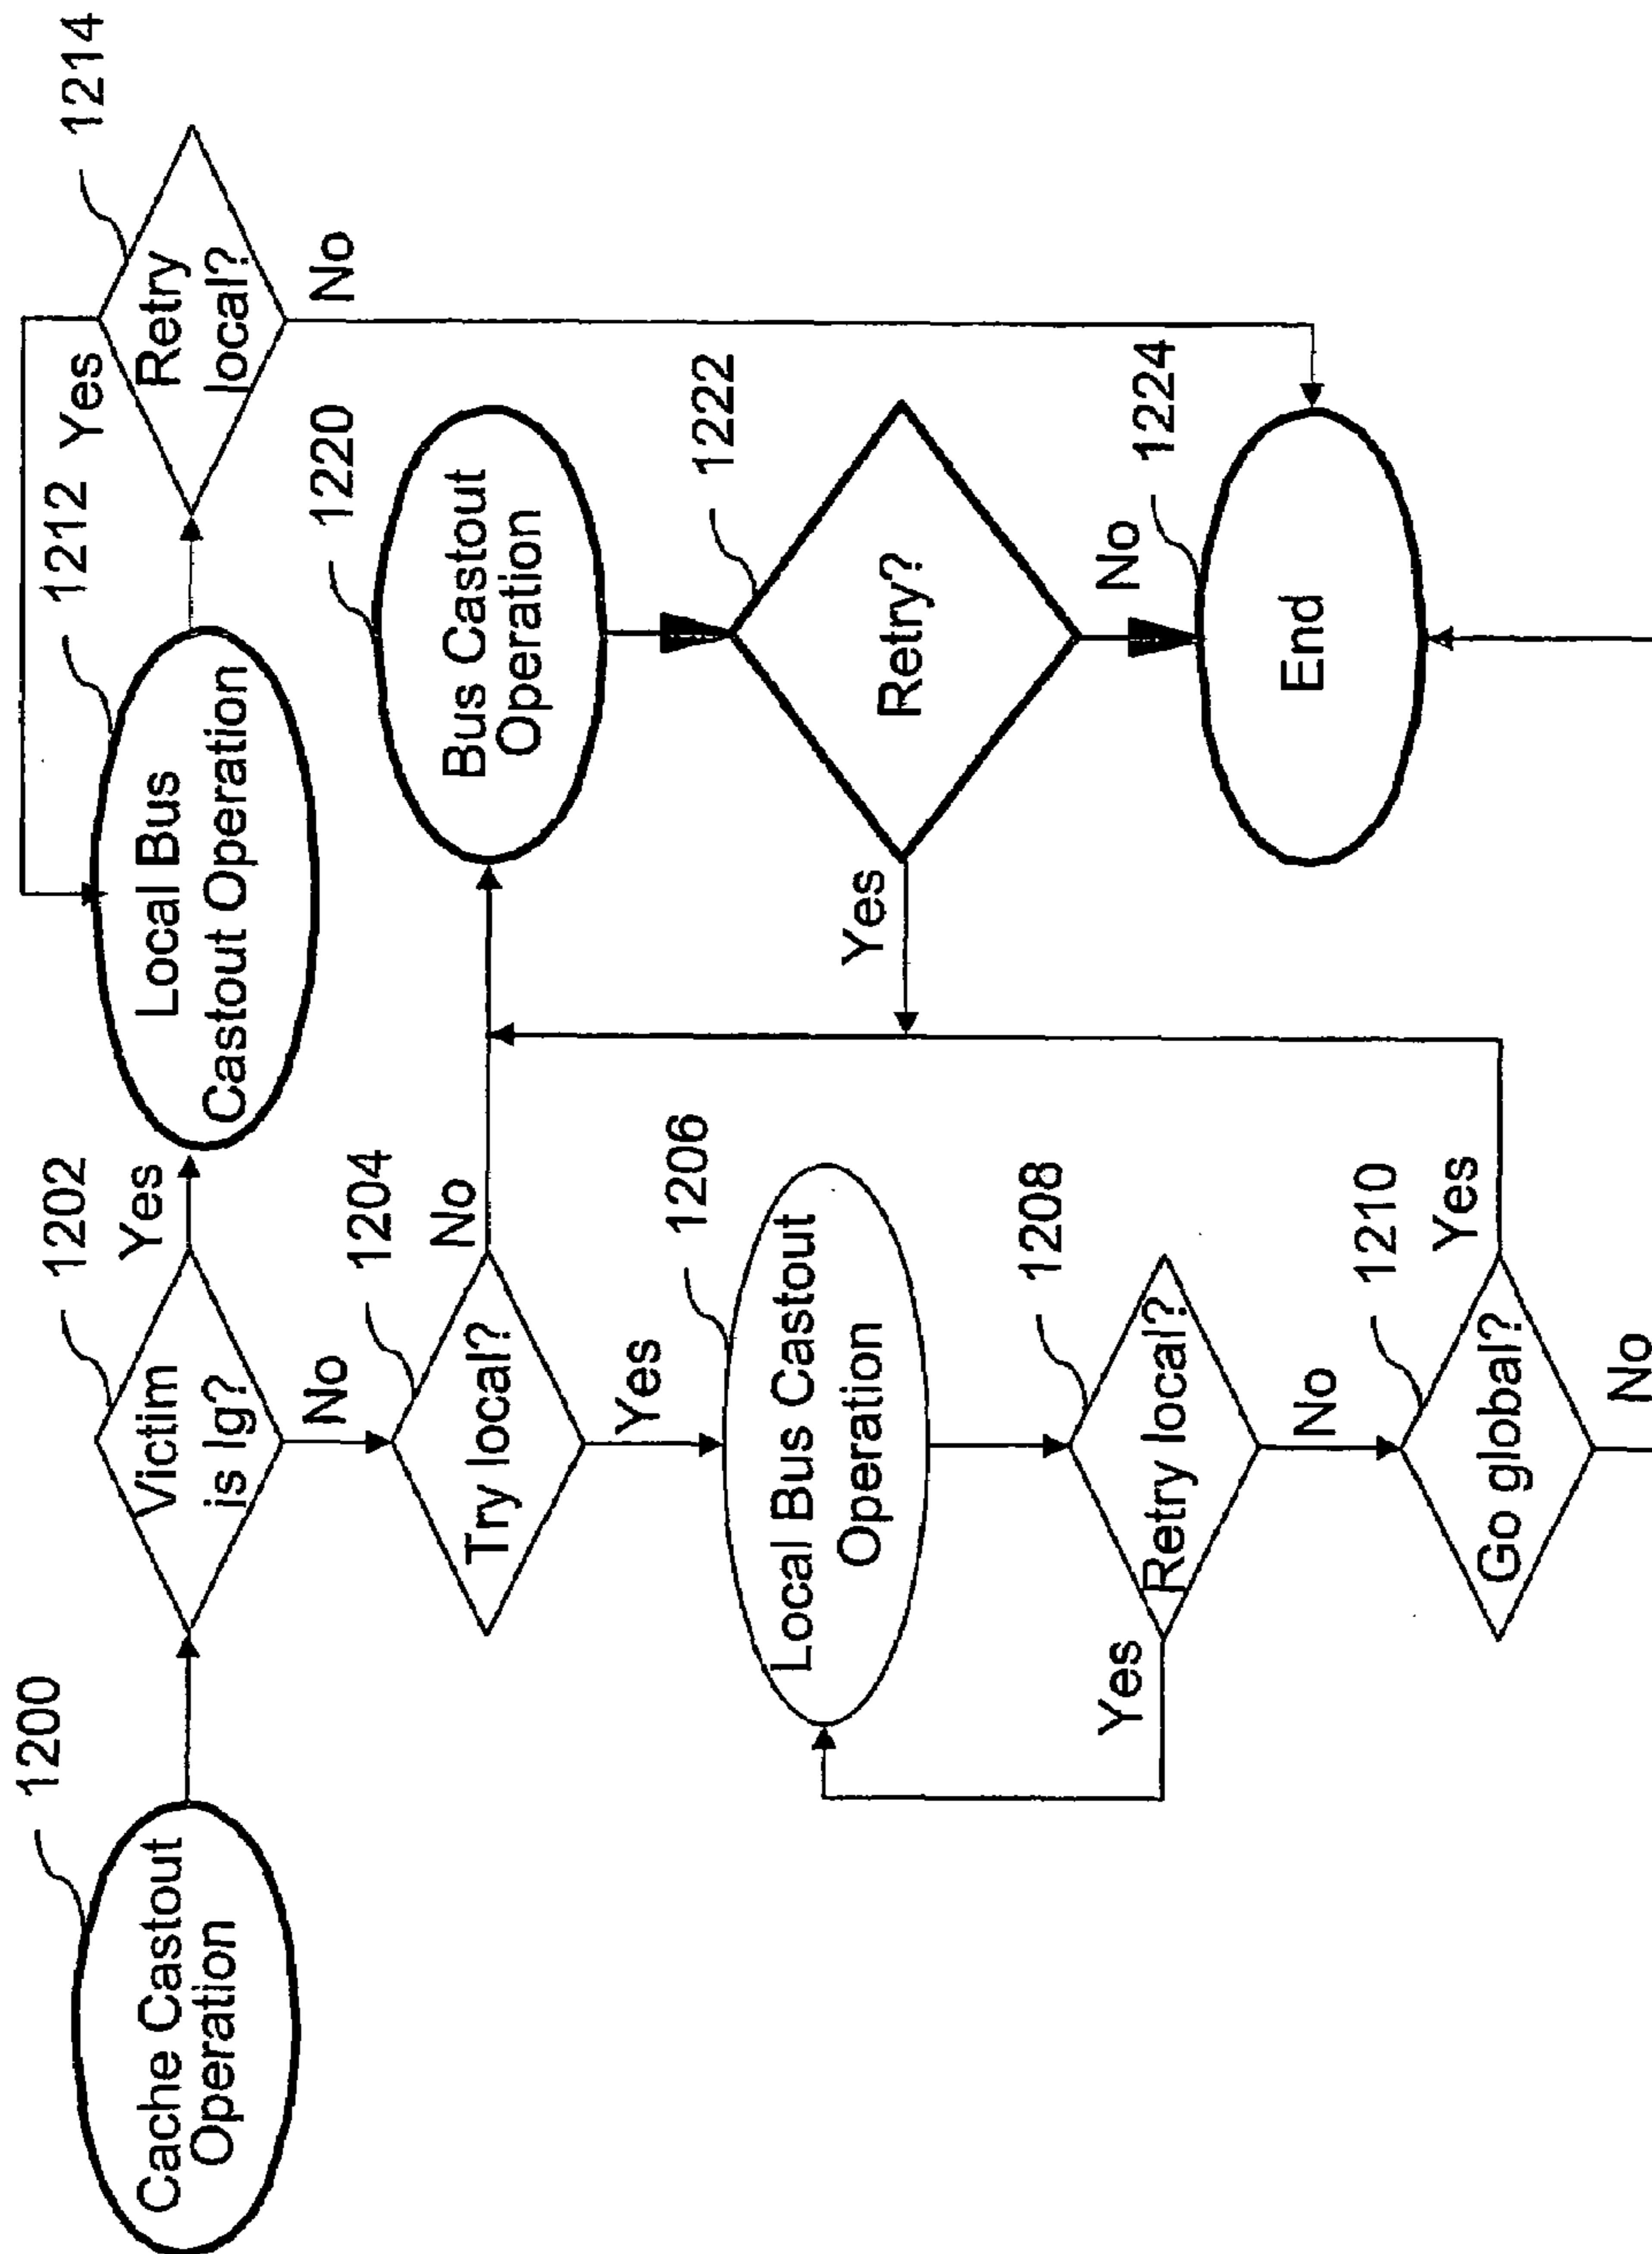 1200
Cache Castout
Operation
1202
Victim
is Ig?
Yes
No
1212
Local Bus
Castout Operation
Yes
1214
Retry
local?
No
1204
Try local?
No
Yes
1220
Bus Castout
Operation
1206
Local Bus Castout
Operation
1222
Retry?
Yes
No
1208
Retry local?
Yes
No
1224
End
1210
Go global?
Yes
No